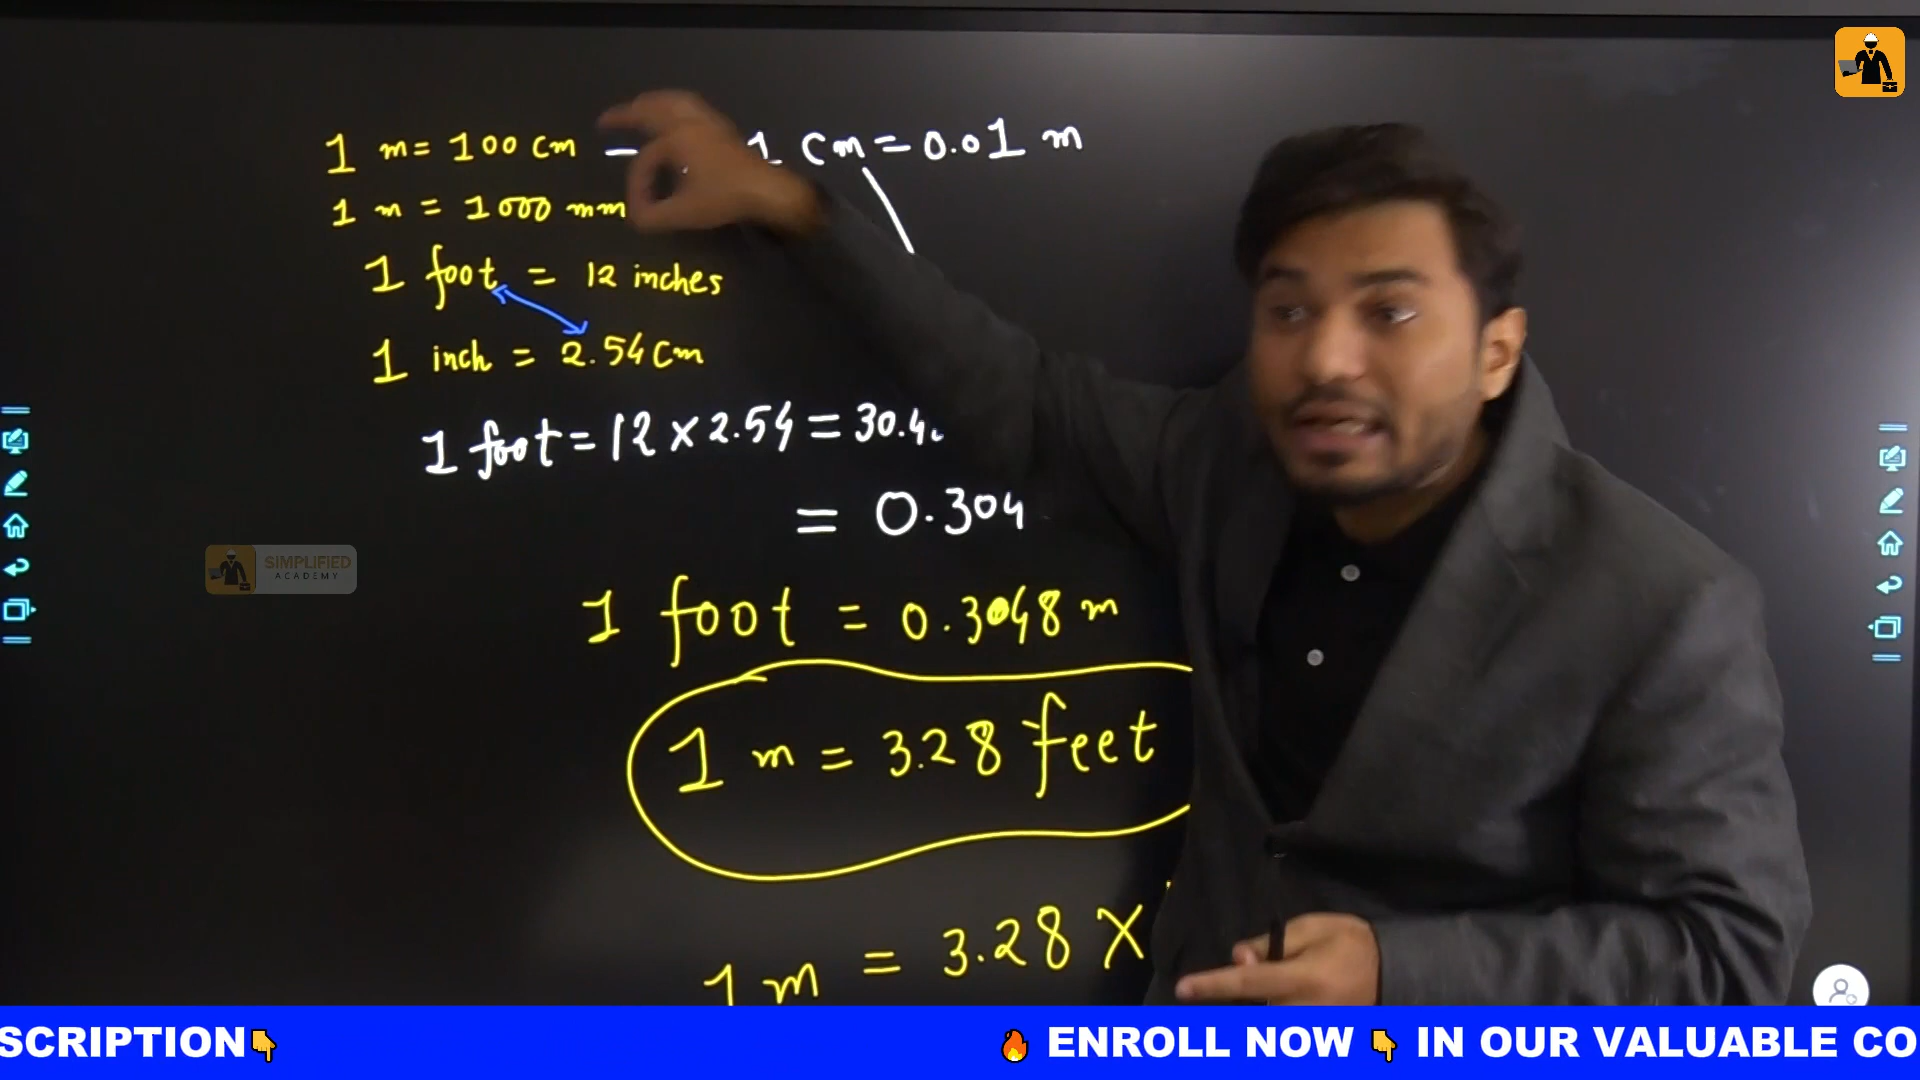 1 m = 100 cm – 1 cm = 0.01 m
1 m = 1000 mm
1 foot = 12 inches
1 inch = 2.54 cm
1 foot = 12 × 2.54 = 30.4
= 0.304
SIMPLIFIED
ACADEMY
1 foot = 0.3048 m
1 m = 3.28 feet
1 m = 3.28 ×
SCRIPTION👇 🔥 ENROLL NOW 👇 IN OUR VALUABLE CO